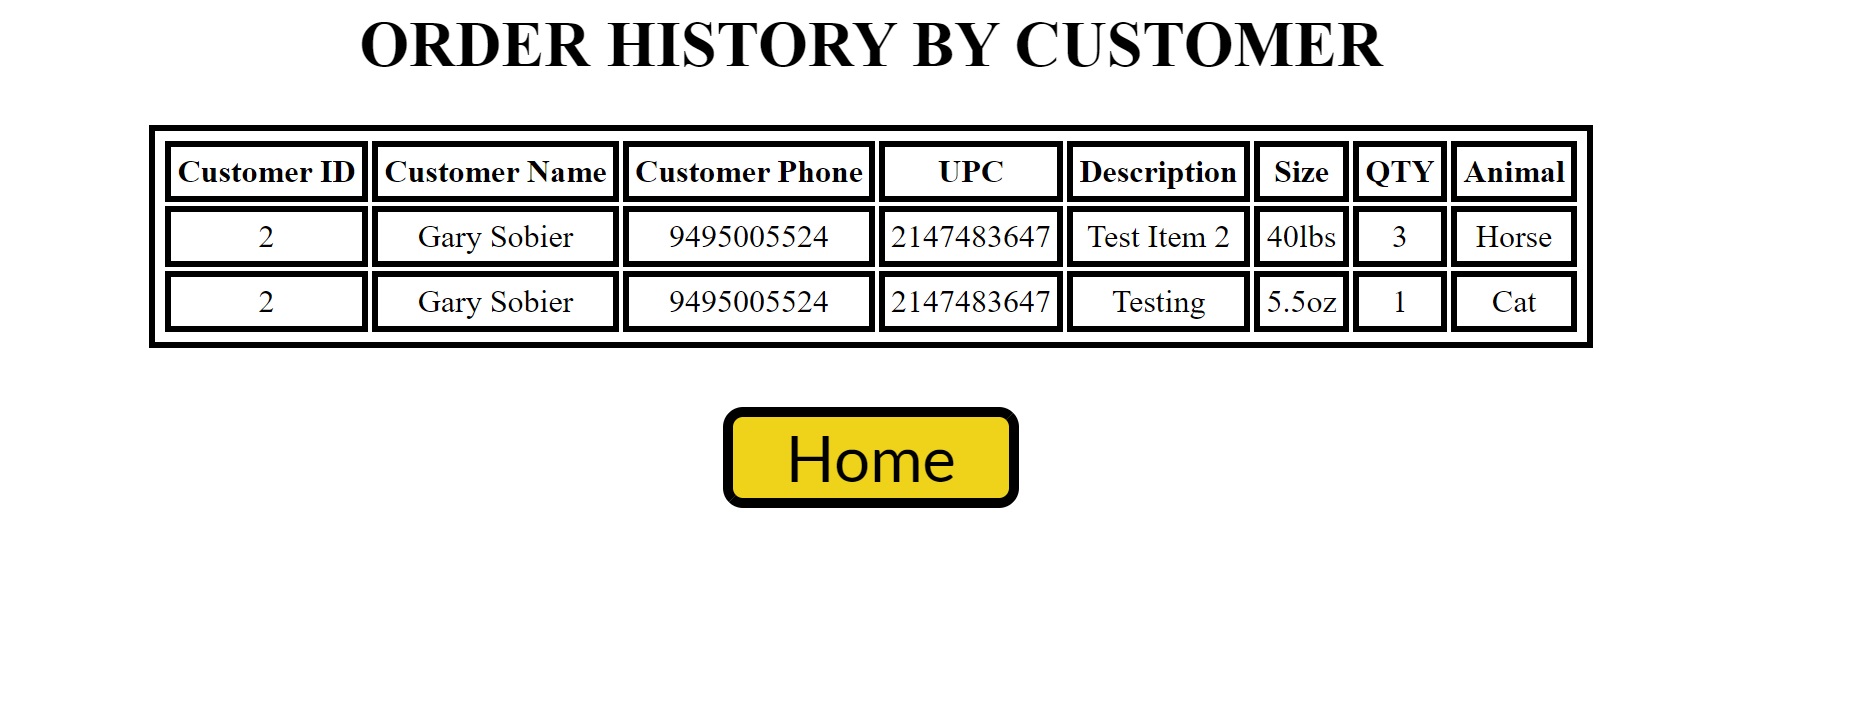 ORDER HISTORY BY CUSTOMER
Customer ID Customer Name Customer Phone UPC Description Size QTY Animal
2 Gary Sobier 9495005524 2147483647 Test Item 2 40lbs 3 Horse
2 Gary Sobier 9495005524 2147483647 Testing 5.5oz 1 Cat
Home